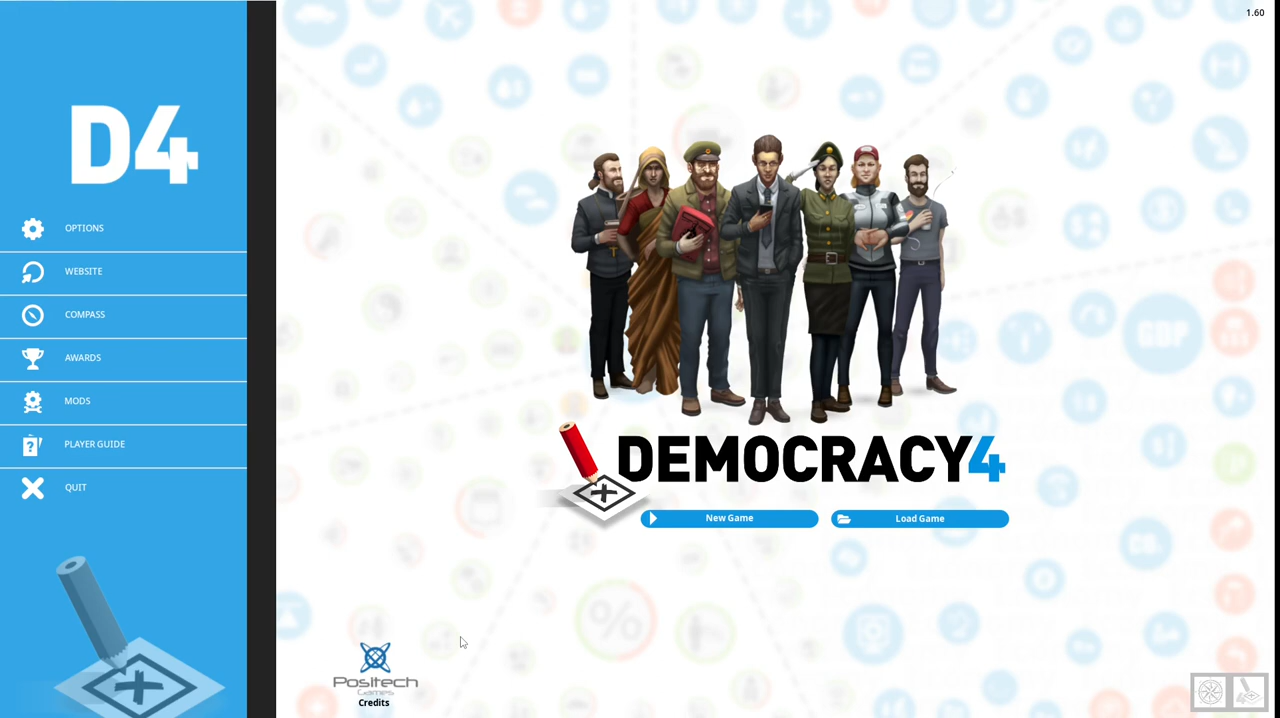 1.60
D4
OPTIONS
WEBSITE
COMPASS
AWARDS
MODS
PLAYER GUIDE
QUIT
GDP
DEMOCRACY4
New Game
Load Game
%
Positech
Games
Credits